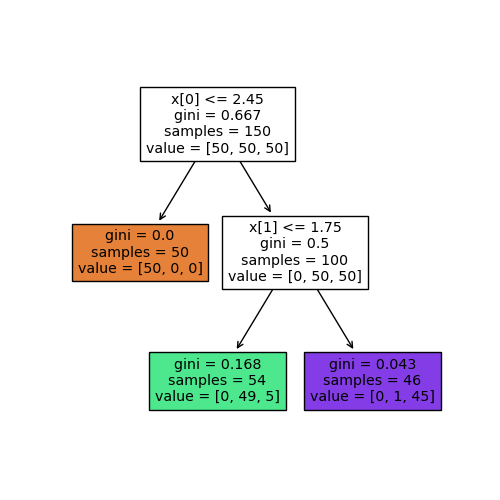 x[0] <= 2.45
gini = 0.667
samples = 150
value = [50, 50, 50]
gini = 0.0
samples = 50
value = [50, 0, 0]
x[1] <= 1.75
gini = 0.5
samples = 100
value = [0, 50, 50]
gini = 0.168
samples = 54
value = [0, 49, 5]
gini = 0.043
samples = 46
value = [0, 1, 45]